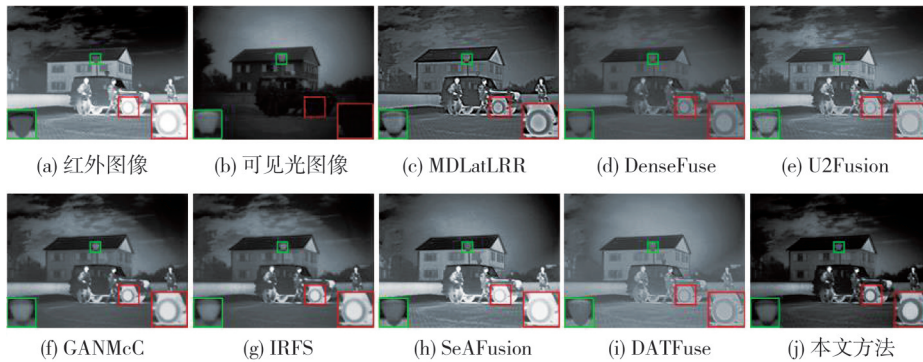 (a) 红外图像
(b) 可见光图像
(c) MDLatLRR
(d) DenseFuse
(e) U2Fusion
(f) GANMcC
(g) IRFS
(h) SeAFusion
(i) DATFuse
(j) 本文方法